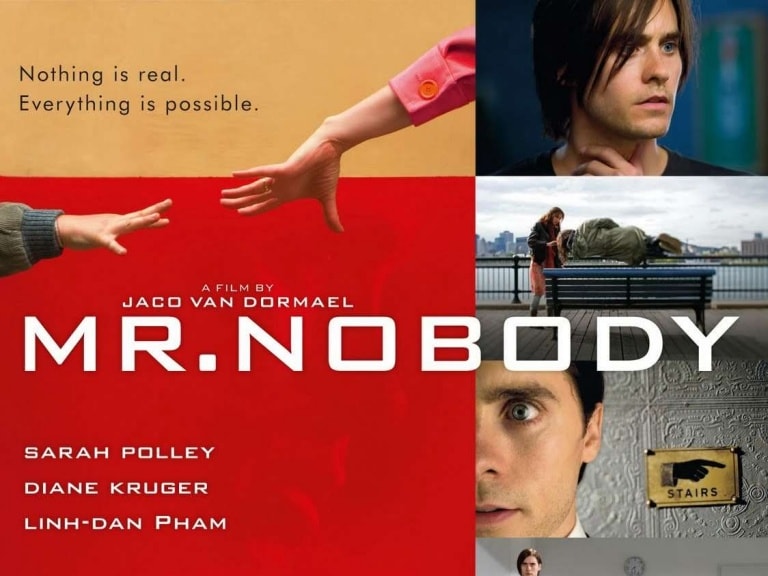 Nothing is real.
Everything is possible.
A FILM BY
JACO VAN DORMAEL
MR.NOBODY
SARAH POLLEY
DIANE KRUGER
LINH-DAN PHAM
STAIRS